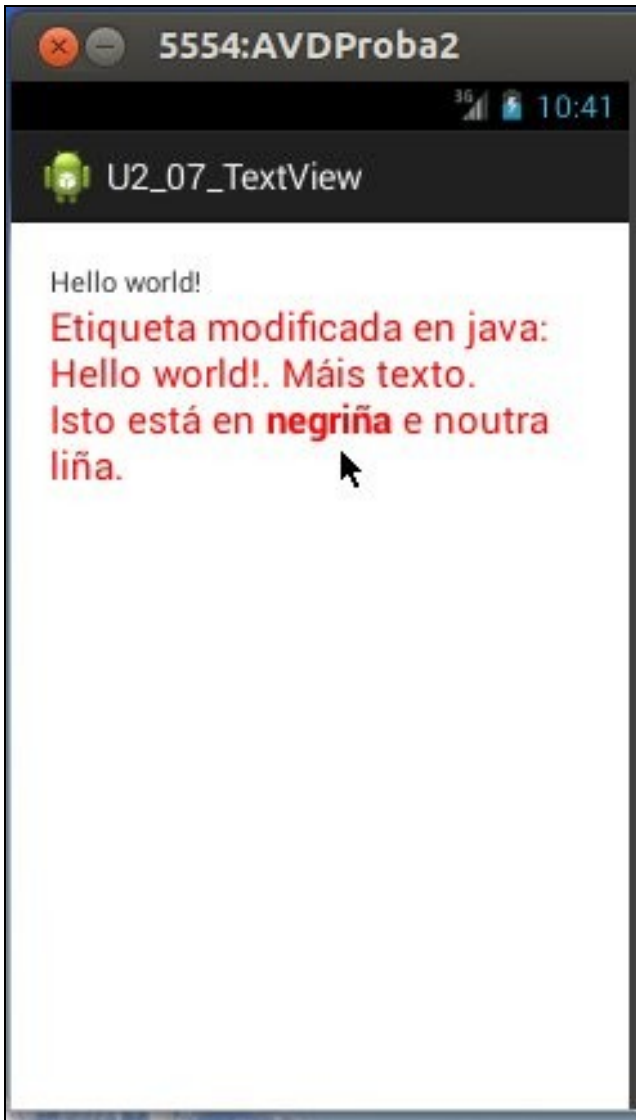 5554:AVDProba2
3G 10:41
U2_07_TextView
Hello world!
Etiqueta modificada en java:
Hello world!. Máis texto.
Isto está en negriña e noutra
liña.